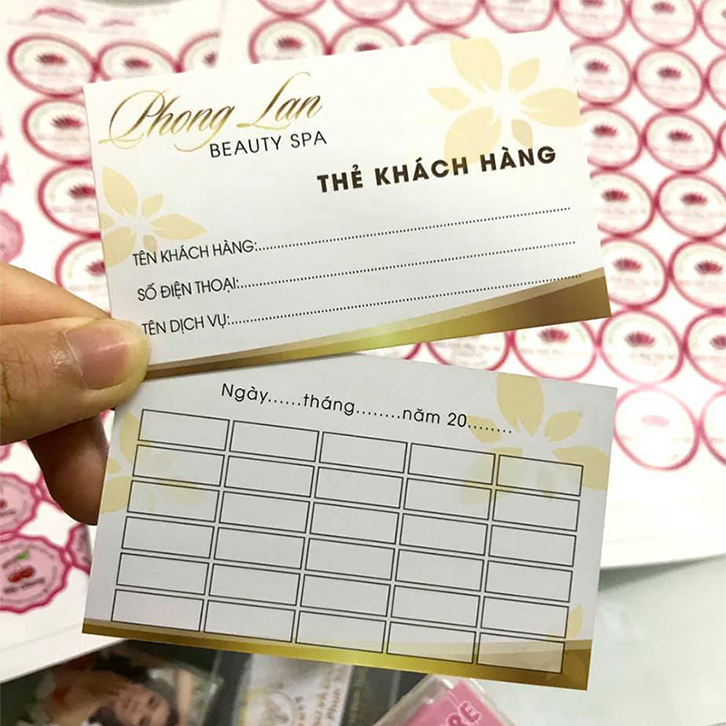 Phong Lan
BEAUTY SPA
THẺ KHÁCH HÀNG
TÊN KHÁCH HÀNG:
SỐ ĐIỆN THOẠI:
TÊN DỊCH VỤ:
Ngày......tháng........năm 20........